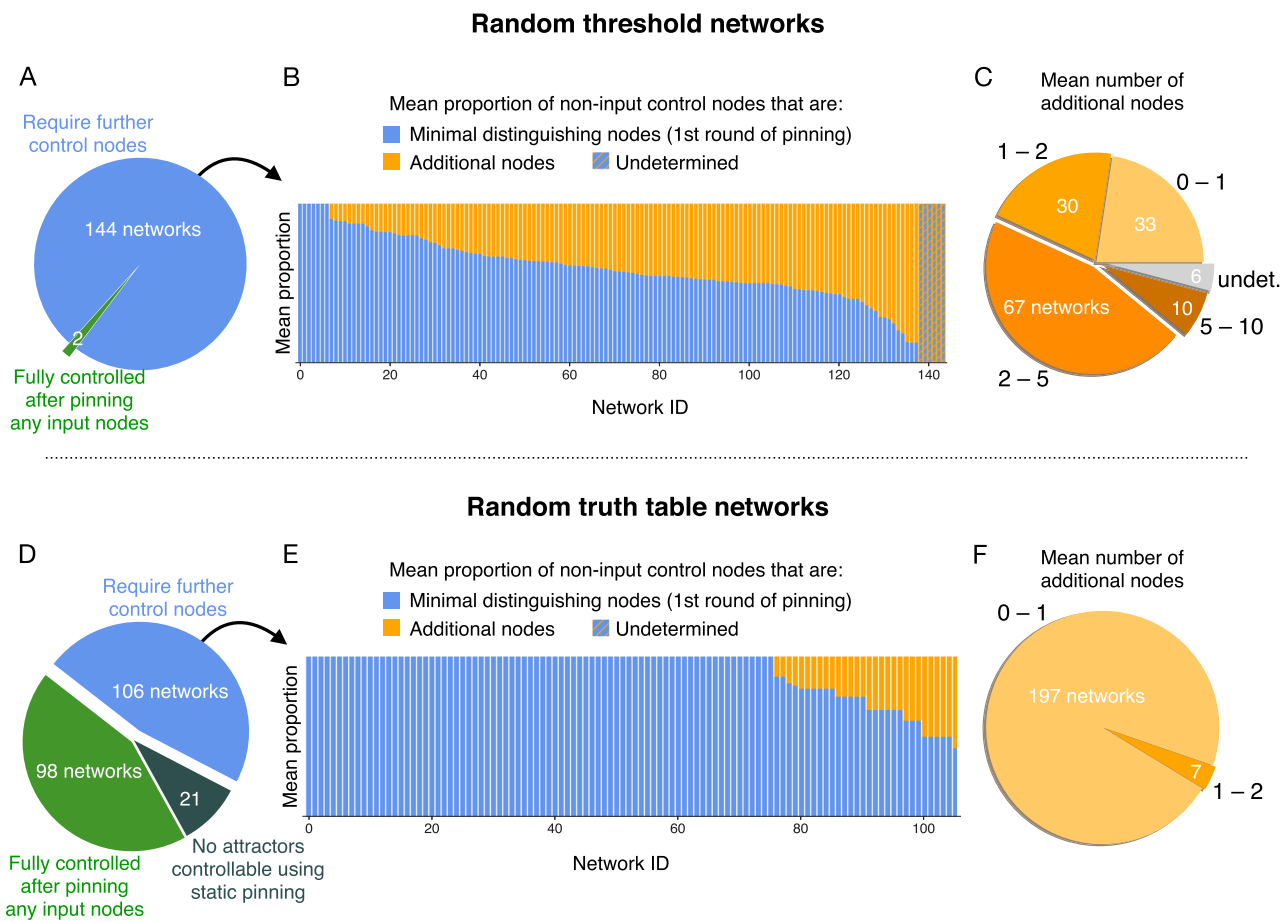 Random threshold networks
A
Require further
control nodes
144 networks
2
Fully controlled
after pinning
any input nodes
B
Mean proportion of non-input control nodes that are:
Minimal distinguishing nodes (1st round of pinning)
Additional nodes
Undetermined
Mean proportion
0
20
40
60
80
100
120
140
Network ID
C
Mean number of
additional nodes
1 – 2
0 – 1
30
33
6
undet.
67 networks
10
5 – 10
2 – 5
Random truth table networks
D
Require further
control nodes
106 networks
98 networks
21
No attractors
controllable using
static pinning
Fully controlled
after pinning
any input nodes
E
Mean proportion of non-input control nodes that are:
Minimal distinguishing nodes (1st round of pinning)
Additional nodes
Undetermined
Mean proportion
0
20
40
60
80
100
Network ID
F
Mean number of
additional nodes
0 – 1
197 networks
7
1 – 2